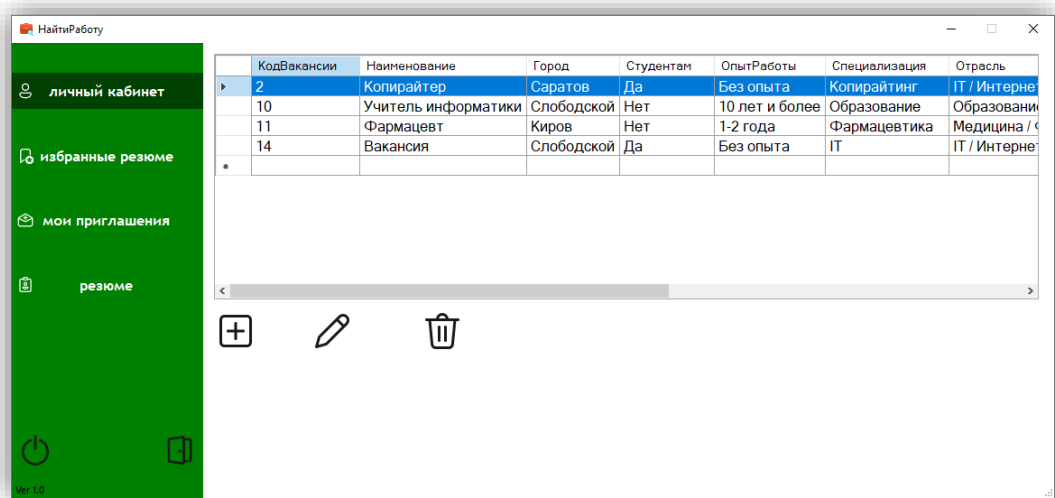 НайтиРаботу
личный кабинет
избранные резюме
мои приглашения
резюме
Ver 1.0
КодВакансии Наименование Город Студентам ОпытРаботы Специализация Отрасль
2 Копирайтер Саратов Да Без опыта Копирайтинг IT / Интернет
10 Учитель информатики Слободской Нет 10 лет и более Образование Образовани
11 Фармацевт Киров Нет 1-2 года Фармацевтика Медицина /
14 Вакансия Слободской Да Без опыта IT IT / Интернет